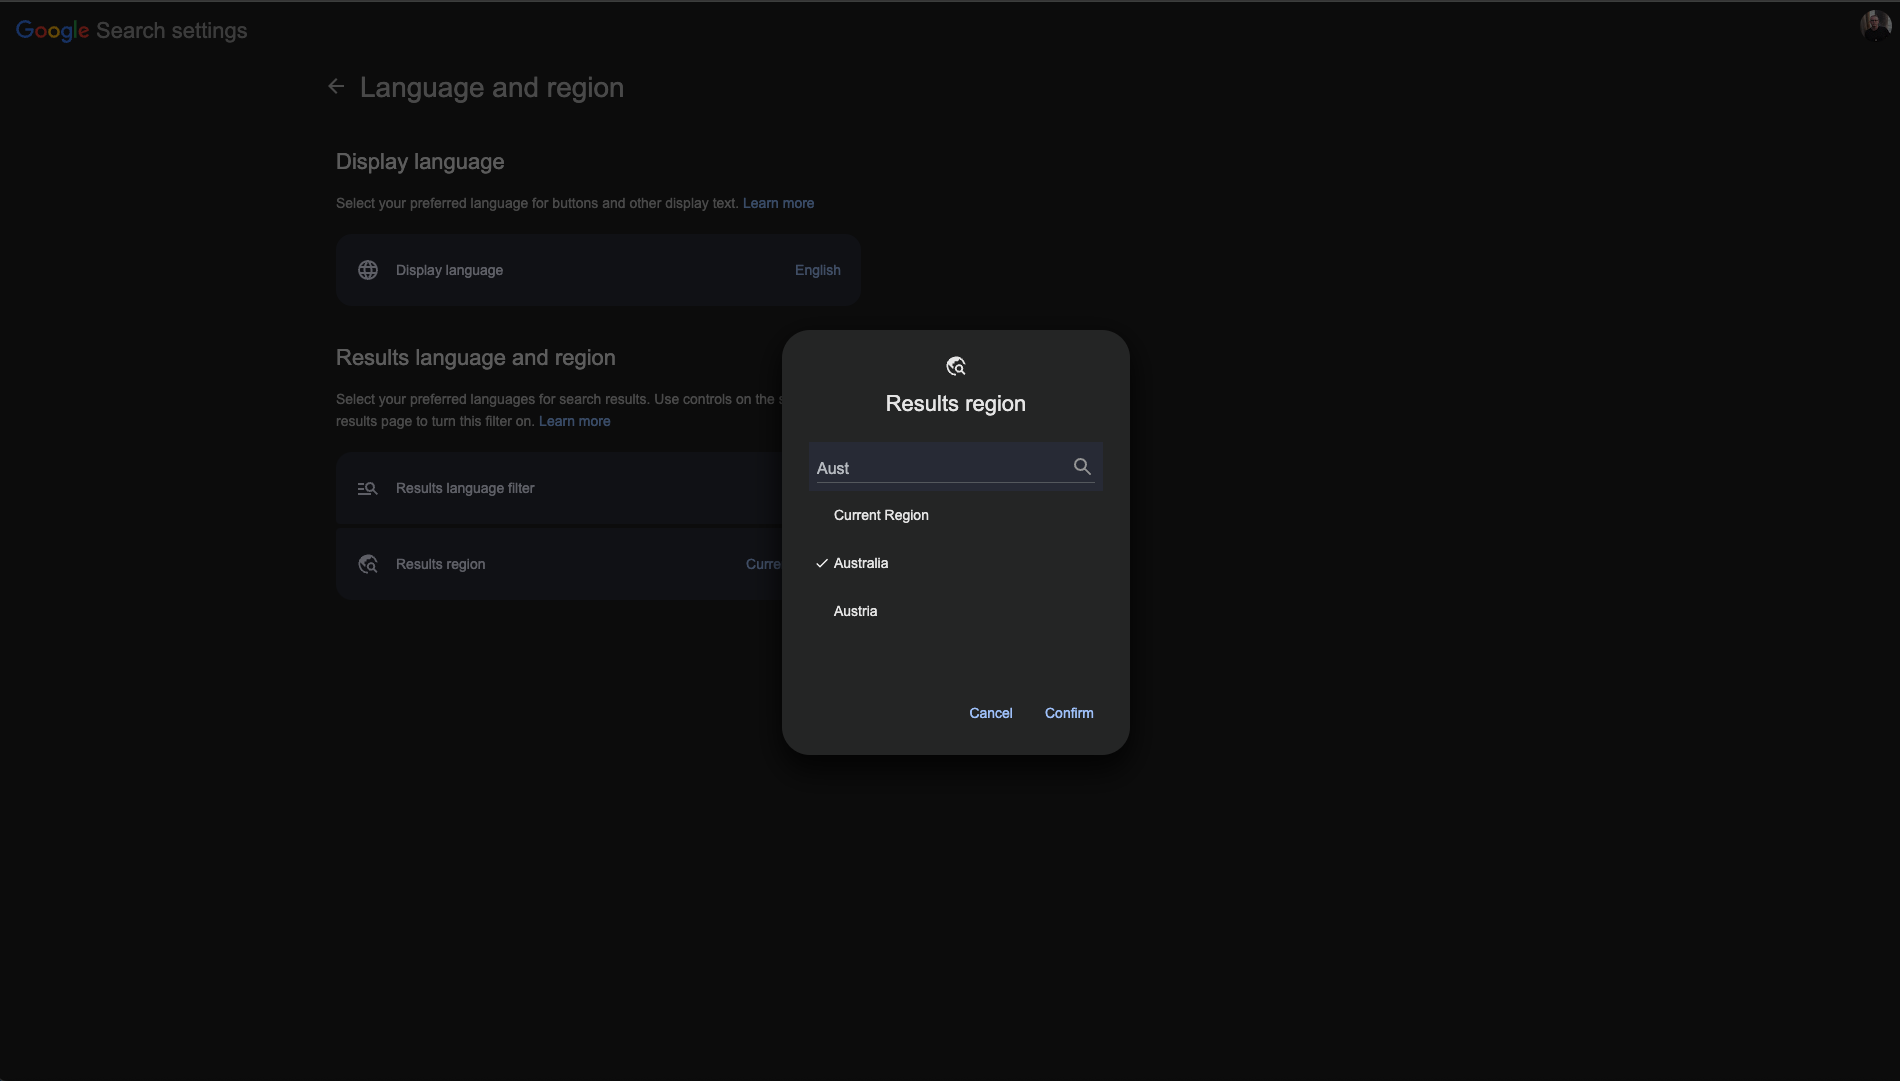 Google Search settings
Language and region
Display language
Select your preferred language for buttons and other display text. Learn more
Display language
English
Results language and region
Select your preferred languages for search results. Use controls on the
results page to turn this filter on. Learn more
Results language filter
Results region
Results region
Aust
Current Region
Australia
Austria
Cancel
Confirm